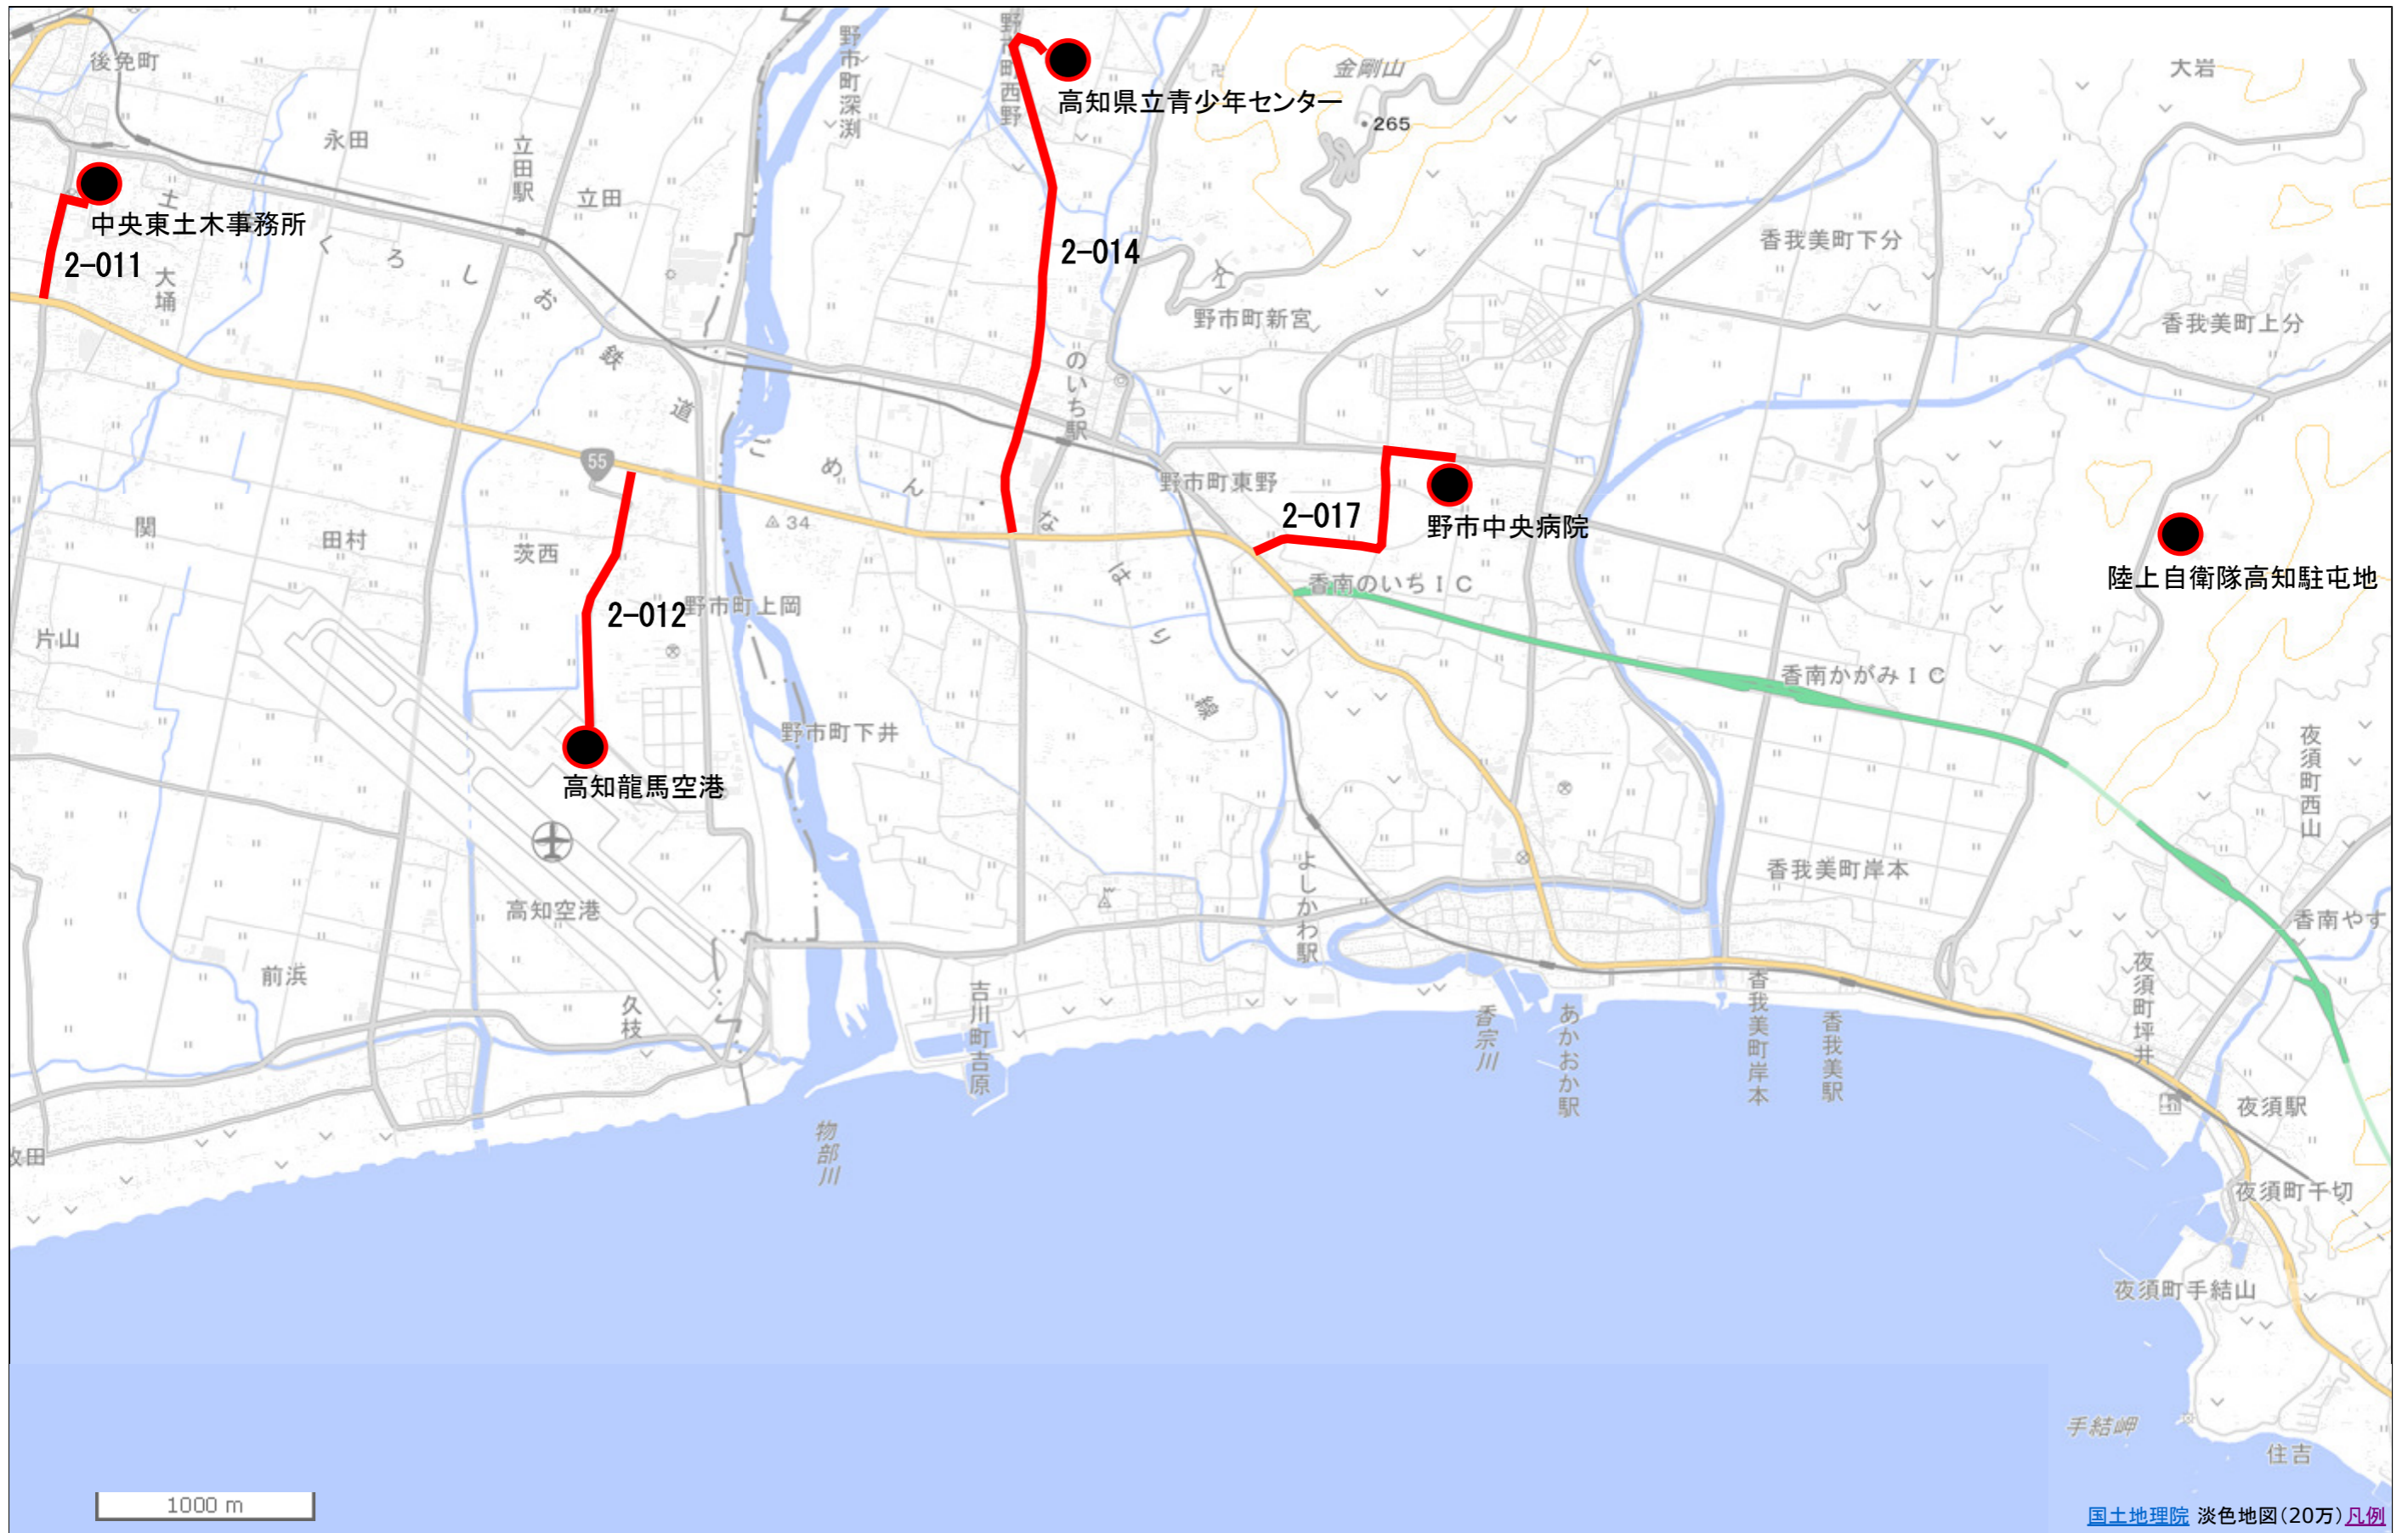 後免町
野市町深渕
野市町西野
高知県立青少年センター
金剛山
265
大岩
永田
立田駅
立田
中央東土木事務所
2-011
大埇
2-014
香我美町下分
野市町新宮
香我美町上分
土くろしお鉄道ごめん・なはり線
のいち駅
55
野市町東野
2-017
野市中央病院
34
関
田村
茨西
2-012
野市町上岡
香南のいちIC
陸上自衛隊高知駐屯地
片山
香南かがみIC
野市町下井
高知龍馬空港
夜須町西山
高知空港
よしかわ駅
香我美町岸本
香南やす
前浜
久枝
吉川町吉原
香宗川
あかおか駅
香我美町岸本
香我美駅
夜須町坪井
夜須駅
物部川
夜須町千切
夜須町手結山
手結岬
住吉
1000 m
国土地理院 淡色地図(20万)凡例